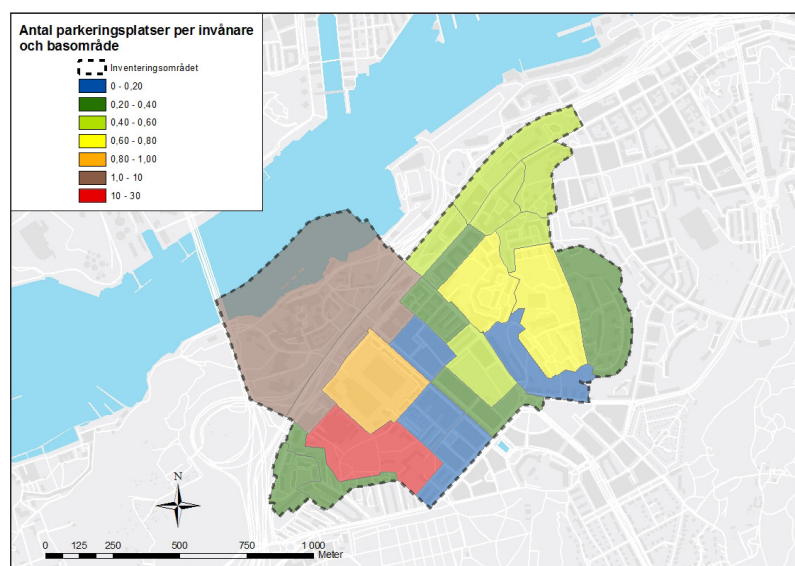 Antal parkeringsplatser per invånare
och basområde
Inventeringsområdet
0 - 0,20
0,20 - 0,40
0,40 - 0,60
0,60 - 0,80
0,80 - 1,00
1,0 - 10
10 - 30
N
0 125 250 500 750 1 000
Meter